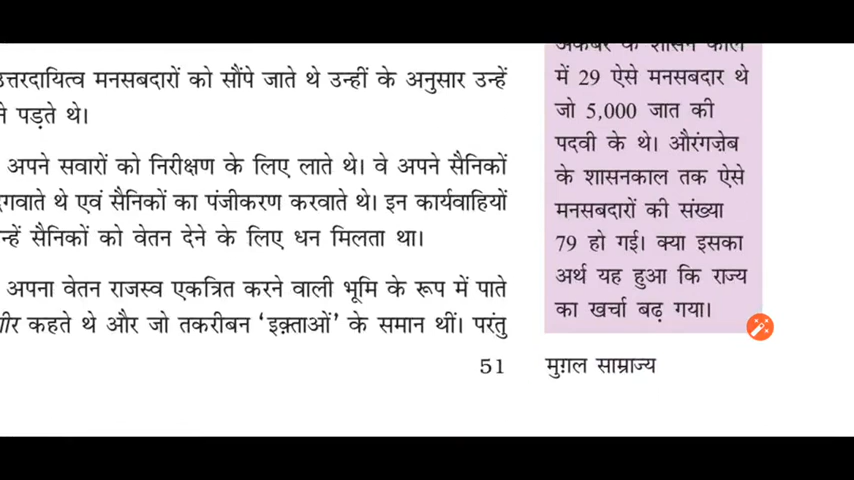 उत्तरदायित्व मनसबदारों को सौंपे जाते थे उन्हीं के अनुसार उन्हें
पड़ते थे।
अपने सवारों को निरीक्षण के लिए लाते थे। वे अपने सैनिकों
थे एवं सैनिकों का पंजीकरण करवाते थे। इन कार्यवाहियों
सैनिकों को वेतन देने के लिए धन मिलता था।
अपना वेतन राजस्व एकत्रित करने वाली भूमि के रूप में पाते
कहते थे और जो तकरीबन ‘इक़्ताओं’ के समान थीं। परंतु
अकबर के शासन काल
में 29 ऐसे मनसबदार थे
जो 5,000 जात की
पदवी के थे। औरंगज़ेब
के शासनकाल तक ऐसे
मनसबदारों की संख्या
79 हो गई। क्या इसका
अर्थ यह हुआ कि राज्य
का खर्चा बढ़ गया।
51 मुग़ल साम्राज्य